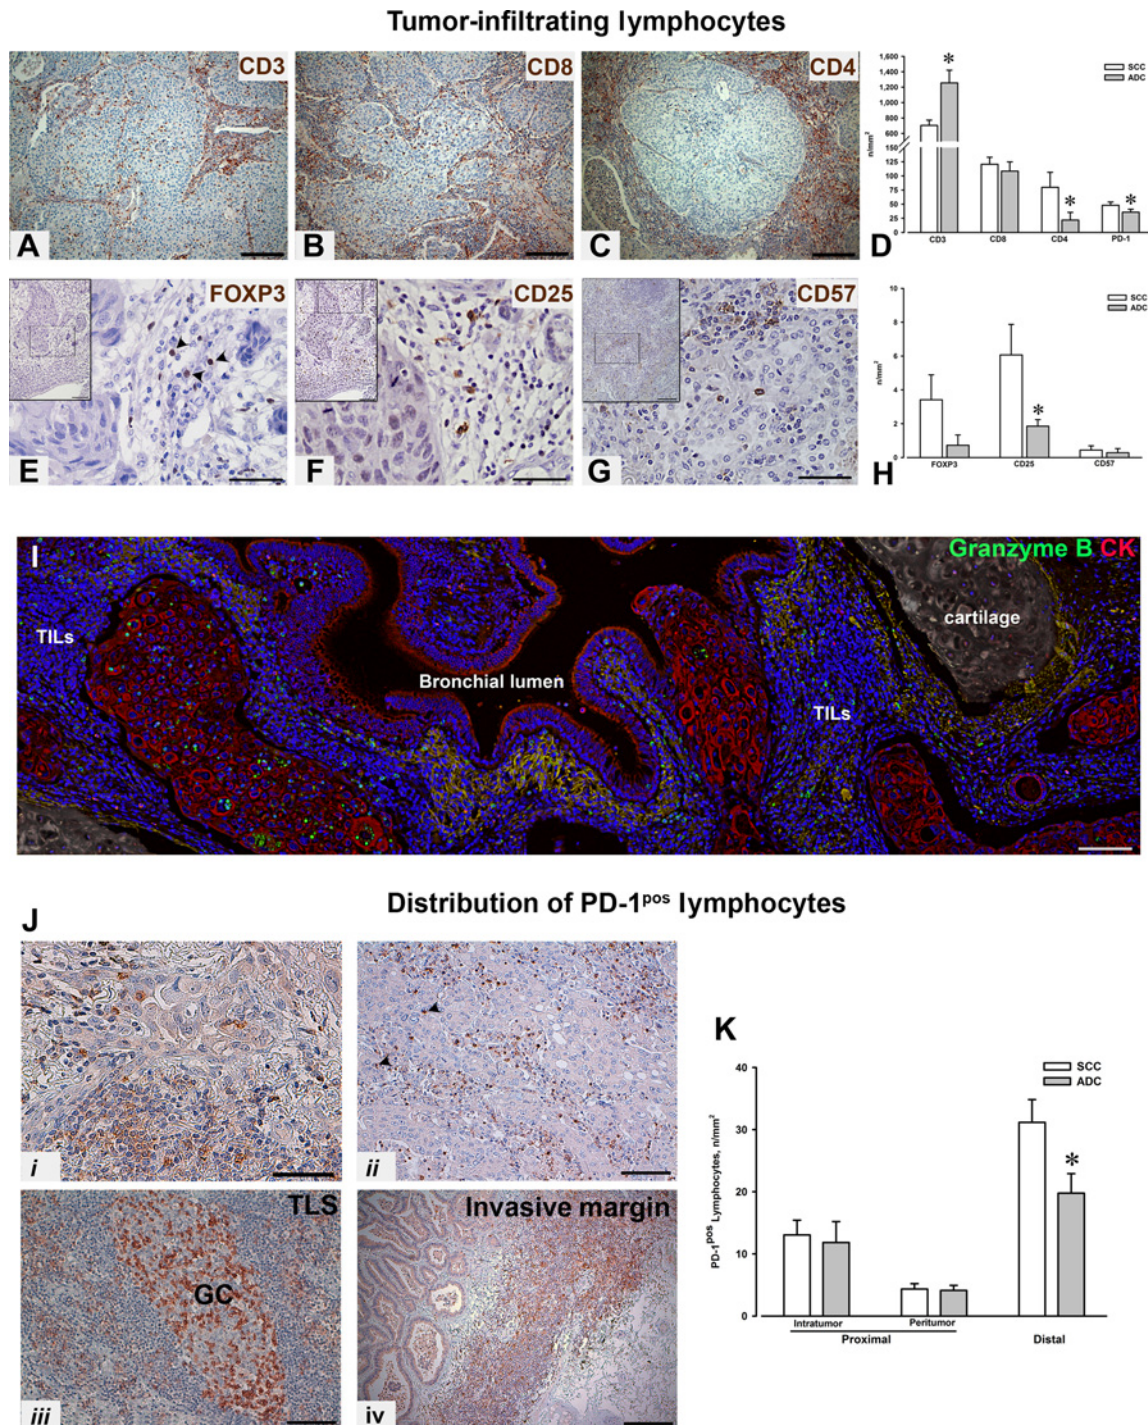 Tumor-infiltrating lymphocytes
CD3
A
CD8
B
CD4
C
1,600
1,400
1,200
1,000
800
600
150
125
100
75
50
25
0
n/mm²
SCC
ADC
*
*
*
CD3 CD8 CD4 PD-1
D
FOXP3
E
CD25
F
CD57
G
10
8
6
4
2
0
n/mm²
SCC
ADC
*
FOXP3 CD25 CD57
H
I
Granzyme B CK
TILs
Bronchial lumen
TILs
cartilage
Distribution of PD-1ᵖᵒˢ lymphocytes
J
i
ii
TLS
GC
iii
Invasive margin
iv
K
SCC
ADC
40
30
20
10
0
PD-1ᵖᵒˢ Lymphocytes, n/mm²
*
Intratumor Peritumor
Proximal Distal